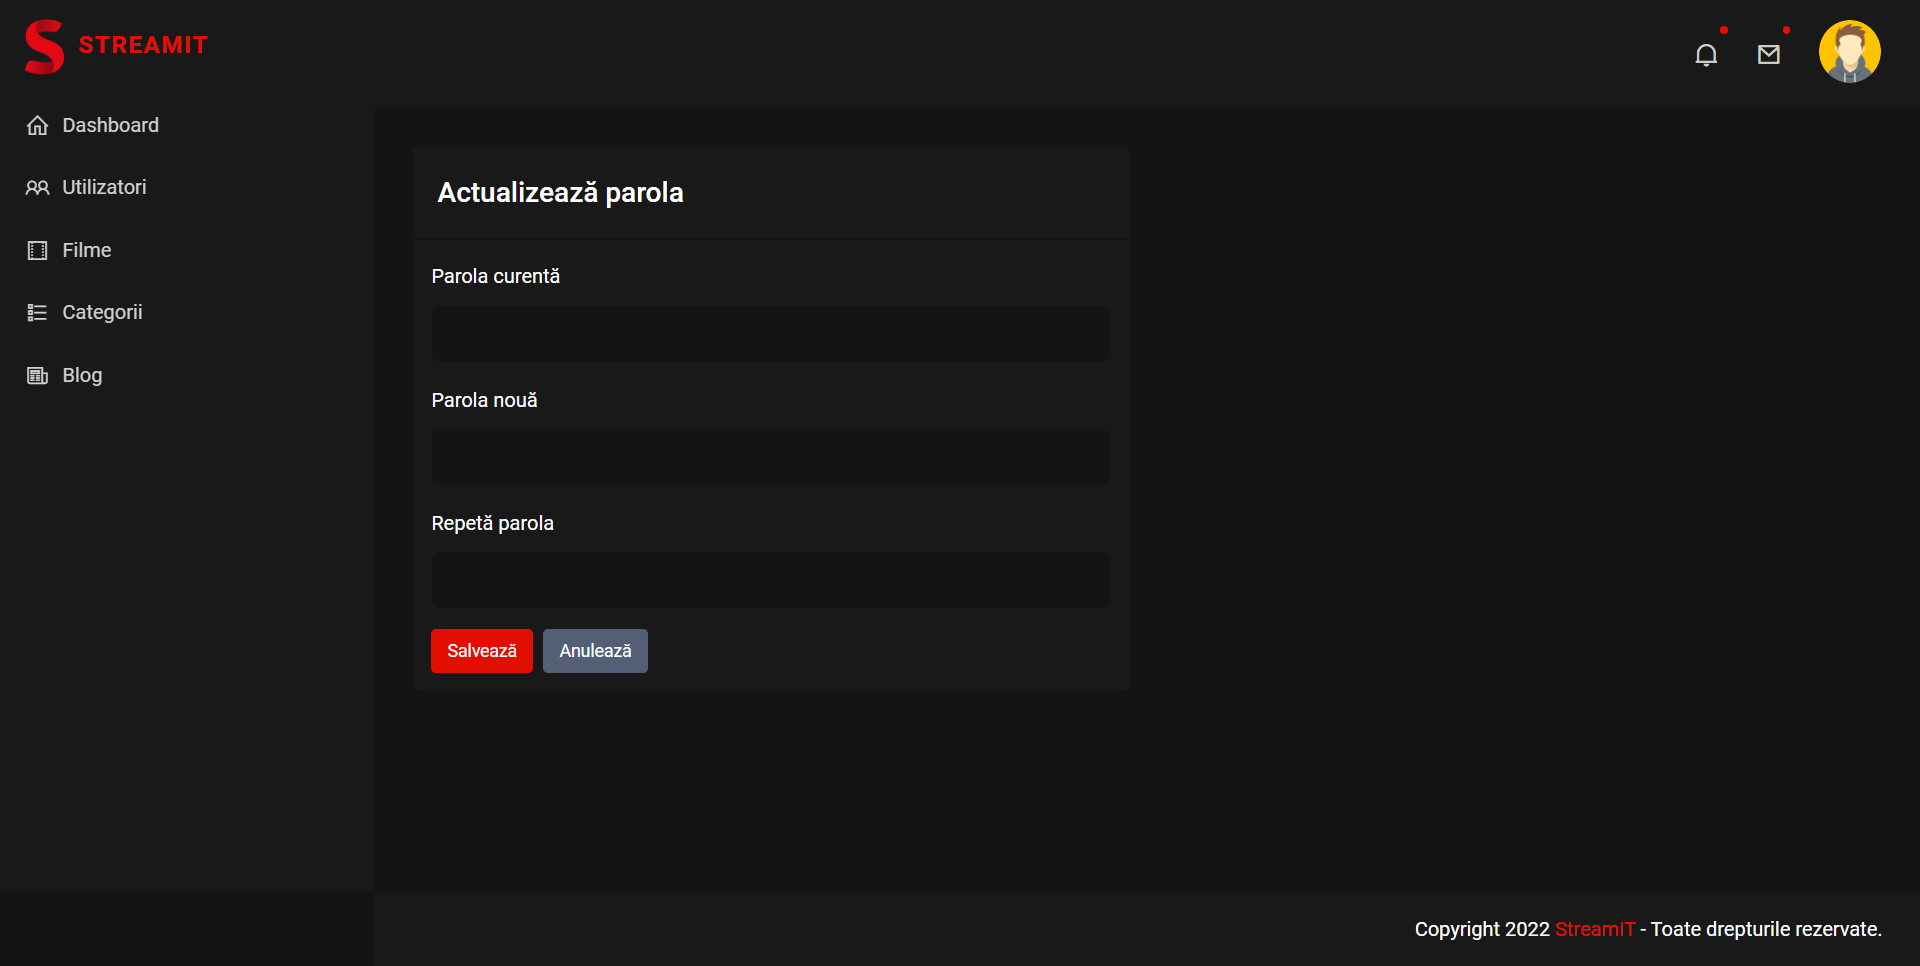 STREAMIT
Dashboard
Utilizatori
Filme
Categorii
Blog
Actualizează parola
Parola curentă
Parola nouă
Repetă parola
Salvează
Anulează
Copyright 2022 StreamIT - Toate drepturile rezervate.